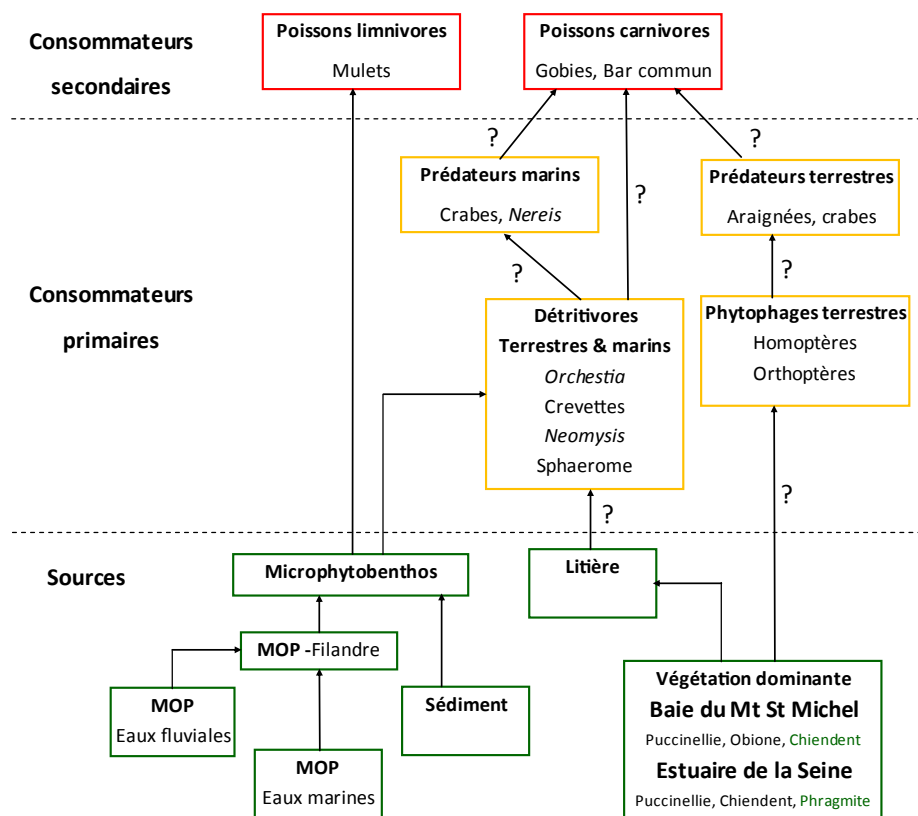 Consommateurs
secondaires
Poissons limnivores
Mulets
Poissons carnivores
Gobies, Bar commun
?
?
?
Consommateurs
primaires
Prédateurs marins
Crabes, Nereis
Prédateurs terrestres
Araignées, crabes
?
?
Détritivores
Terrestres & marins
Orchestia
Crevettes
Neomysis
Sphaerome
Phytophages terrestres
Homoptères
Orthoptères
?
?
Sources
Microphytobenthos
Litière
MOP -Filandre
MOP
Eaux fluviales
Sédiment
MOP
Eaux marines
Végétation dominante
Baie du Mt St Michel
Puccinellie, Obione, Chiendent
Estuaire de la Seine
Puccinellie, Chiendent, Phragmite